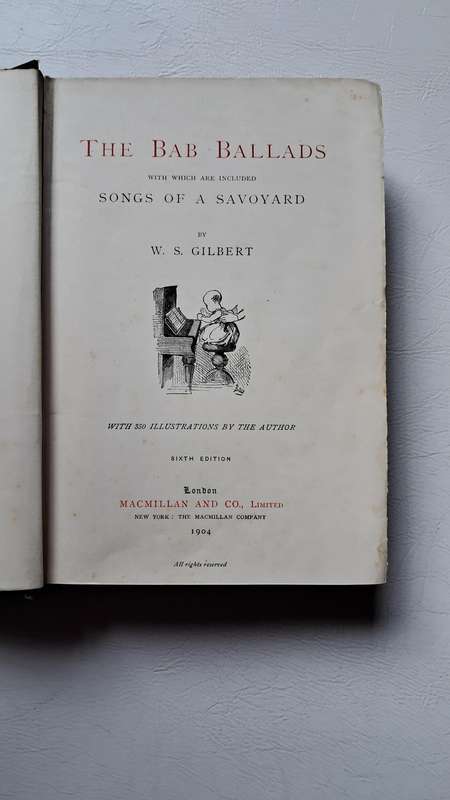 THE BAB BALLADS
WITH WHICH ARE INCLUDED
SONGS OF A SAVOYARD
BY
W. S. GILBERT
WITH 350 ILLUSTRATIONS BY THE AUTHOR
SIXTH EDITION
London
MACMILLAN AND CO., LIMITED
NEW YORK: THE MACMILLAN COMPANY
1904
All rights reserved